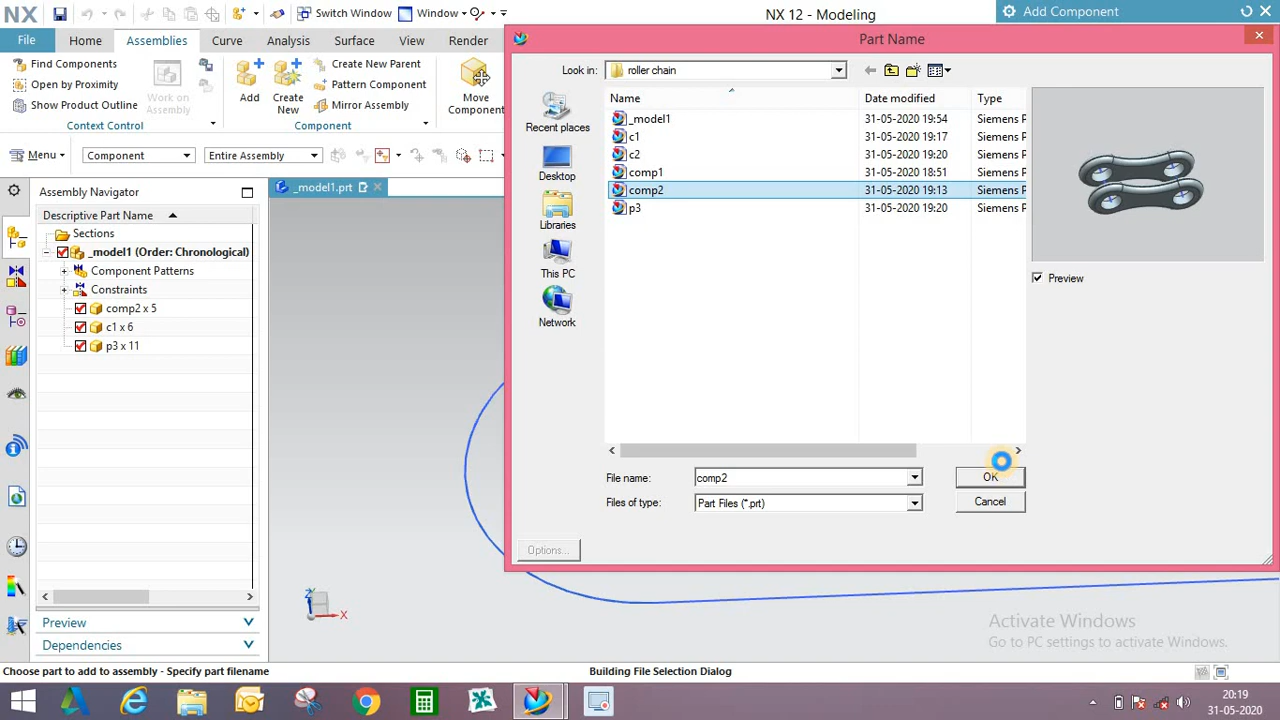 NX
Switch Window
Window
NX 12 - Modeling
Add Component
File
Home
Assemblies
Curve
Analysis
Surface
View
Render
Find Components
Open by Proximity
Show Product Outline
Context Control
Work on
Assembly
Add
Create
New
Create New Parent
Pattern Component
Mirror Assembly
Component
Move
Component
Menu
Component
Entire Assembly
Assembly Navigator
Descriptive Part Name
Sections
_model1 (Order: Chronological)
Component Patterns
Constraints
comp2 x 5
c1 x 6
p3 x 11
Preview
Dependencies
_model1.prt
Part Name
Look in:
roller chain
Recent places
Desktop
Libraries
This PC
Network
Name
Date modified
Type
_model1
31-05-2020 19:54
Siemens P
c1
31-05-2020 19:17
Siemens P
c2
31-05-2020 19:20
Siemens P
comp1
31-05-2020 18:51
Siemens P
comp2
31-05-2020 19:13
Siemens P
p3
31-05-2020 19:20
Siemens P
Preview
File name:
comp2
OK
Files of type:
Part Files (*.prt)
Cancel
Options...
Z
X
Activate Windows
Go to PC settings to activate Windows.
Choose part to add to assembly - Specify part filename
Building File Selection Dialog
20:19
31-05-2020